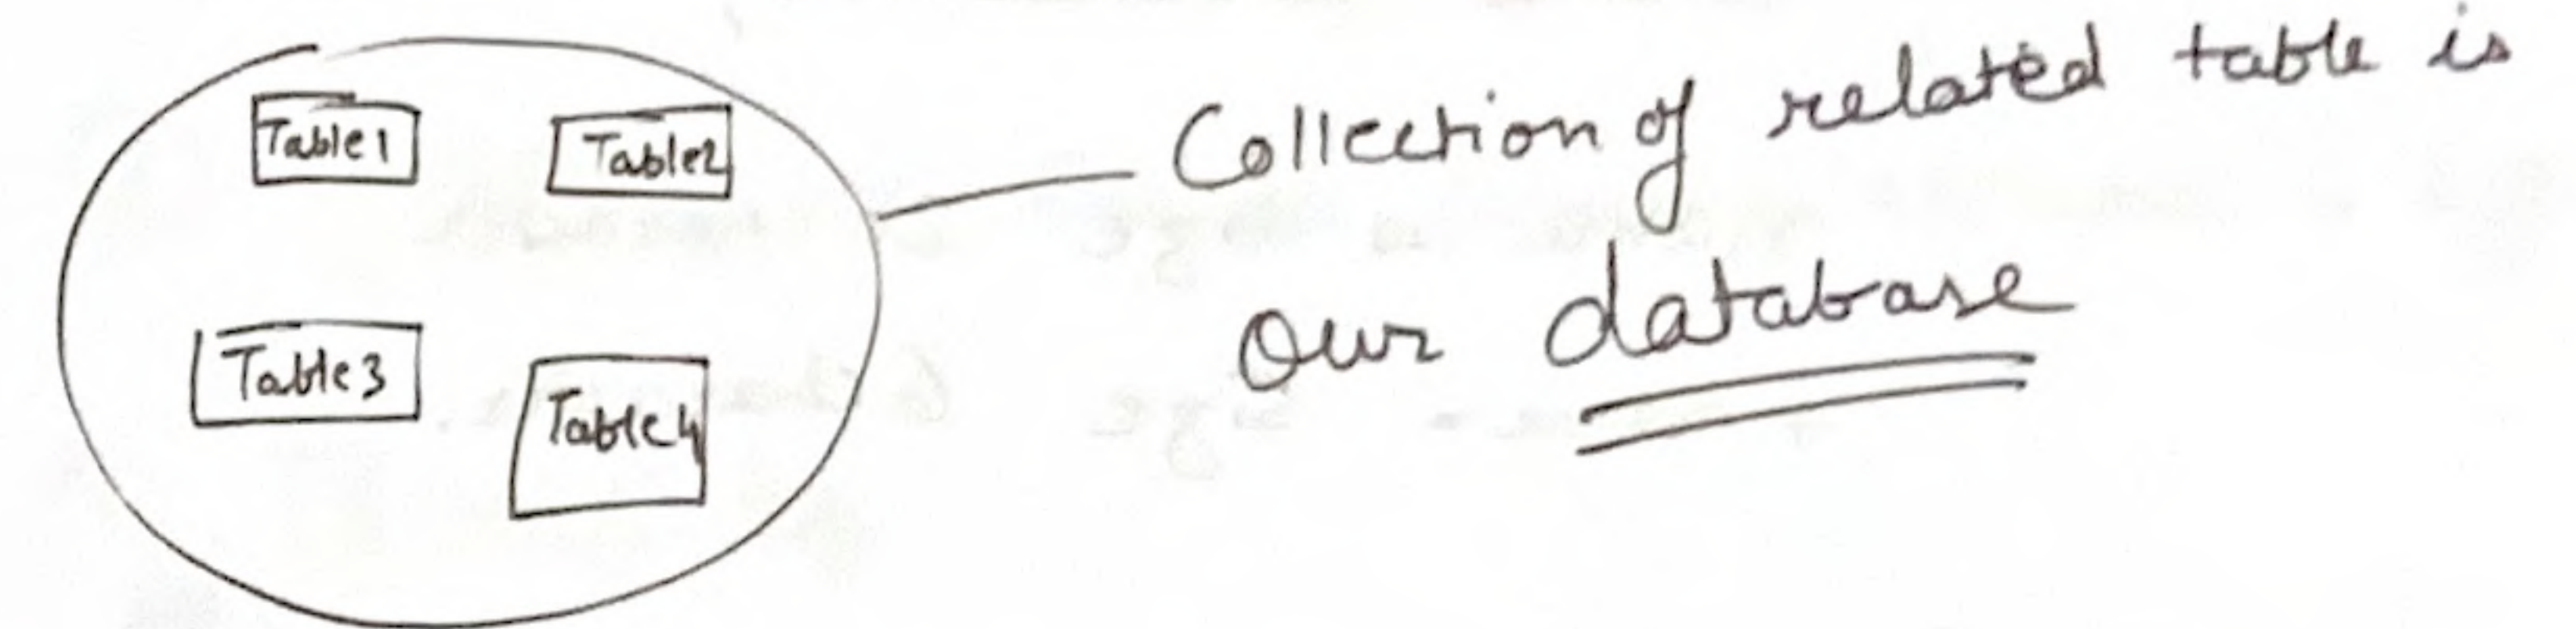 Table1
Table2
Collection of related table is
our database
Table3
Table4